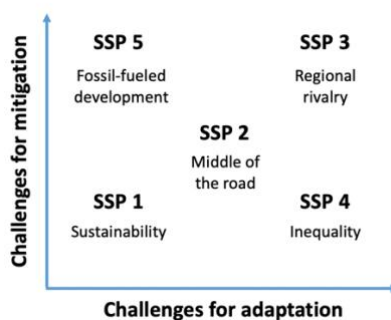 SSP 5
Fossil-fueled
development
SSP 3
Regional
rivalry
SSP 2
Middle of
the road
SSP 1
Sustainability
SSP 4
Inequality
Challenges for mitigation
Challenges for adaptation